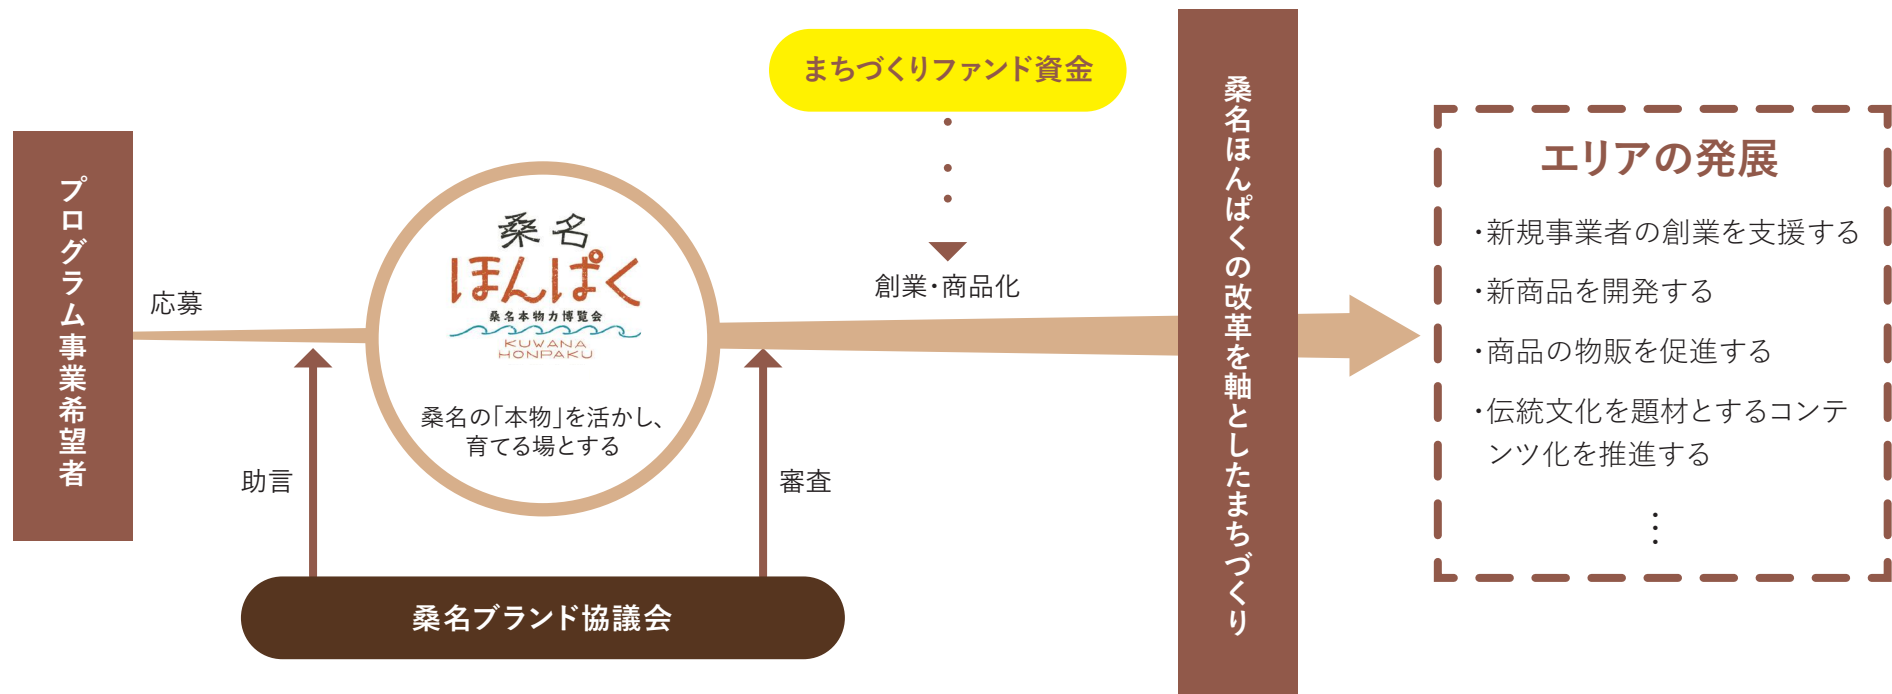 プログラム事業希望者
応募
助言
桑名
ほんぱく
桑名本物力博覧会
KUWANA
HONPAKU
桑名の「本物」を活かし、
育てる場とする
桑名ブランド協議会
審査
まちづくりファンド資金
創業・商品化
桑名ほんぱくの改革を軸としたまちづくり
エリアの発展
・新規事業者の創業を支援する
・新商品を開発する
・商品の物販を促進する
・伝統文化を題材とするコンテ
ンツ化を推進する
⋮